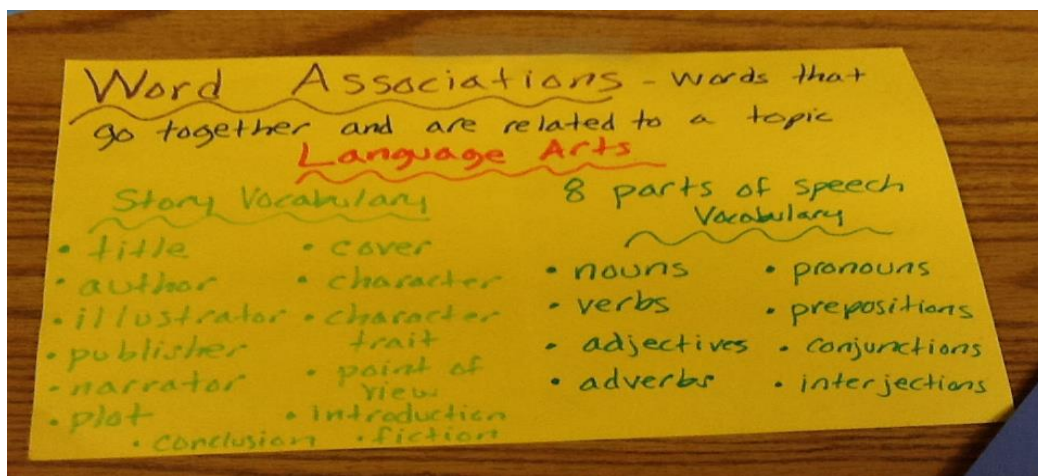 Word Associations - Words that
go together and are related to a topic
Language Arts
Story Vocabulary
• title
• author
• illustrator
• publisher
• narrator
• plot
• cover
• character
• character
trait
• point of
view
• introduction
• conclusion • fiction
8 parts of speech
Vocabulary
• nouns
• verbs
• adjectives
• adverbs
• pronouns
• prepositions
• conjunctions
• interjections